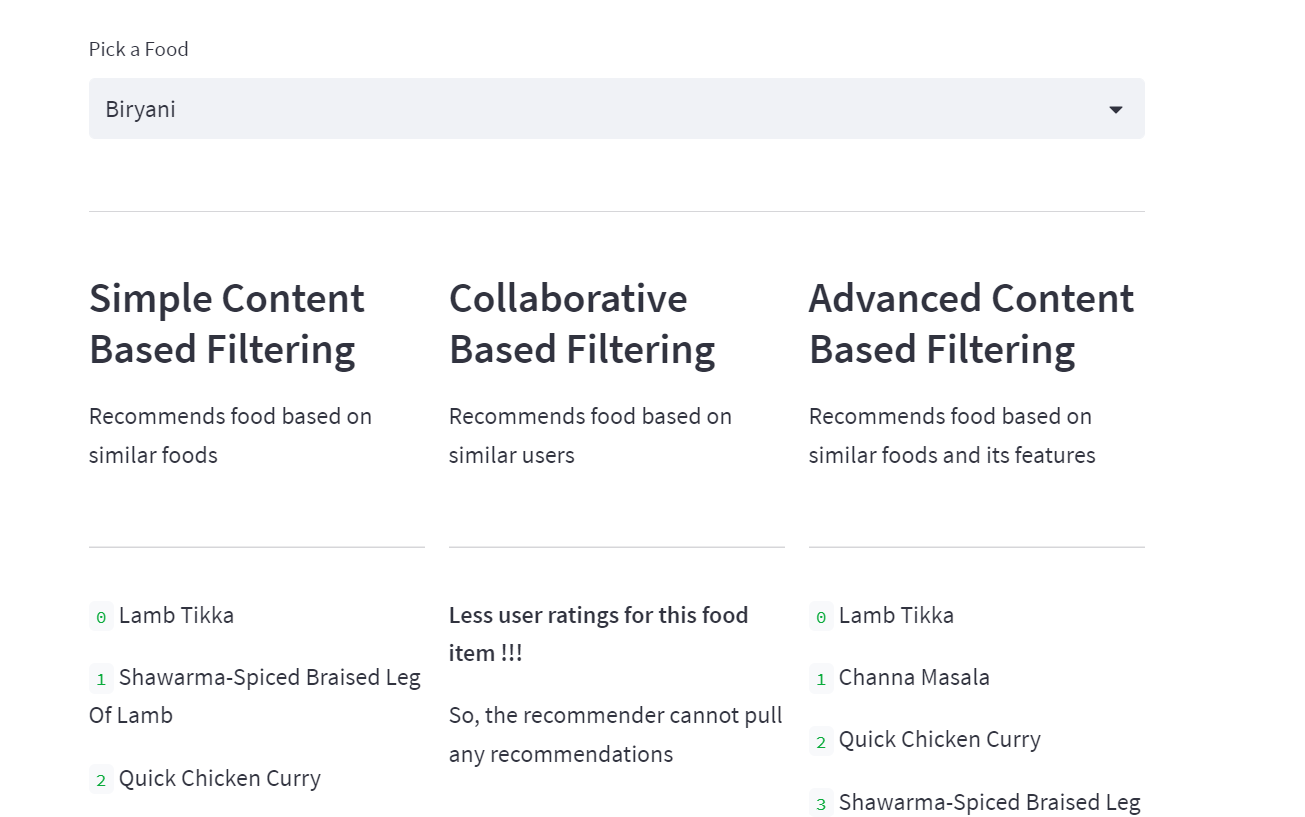 Pick a Food
Biryani
Simple Content
Based Filtering
Recommends food based on
similar foods
0 Lamb Tikka
1 Shawarma-Spiced Braised Leg
Of Lamb
2 Quick Chicken Curry
Collaborative
Based Filtering
Recommends food based on
similar users
Less user ratings for this food
item !!!
So, the recommender cannot pull
any recommendations
Advanced Content
Based Filtering
Recommends food based on
similar foods and its features
0 Lamb Tikka
1 Channa Masala
2 Quick Chicken Curry
3 Shawarma-Spiced Braised Leg